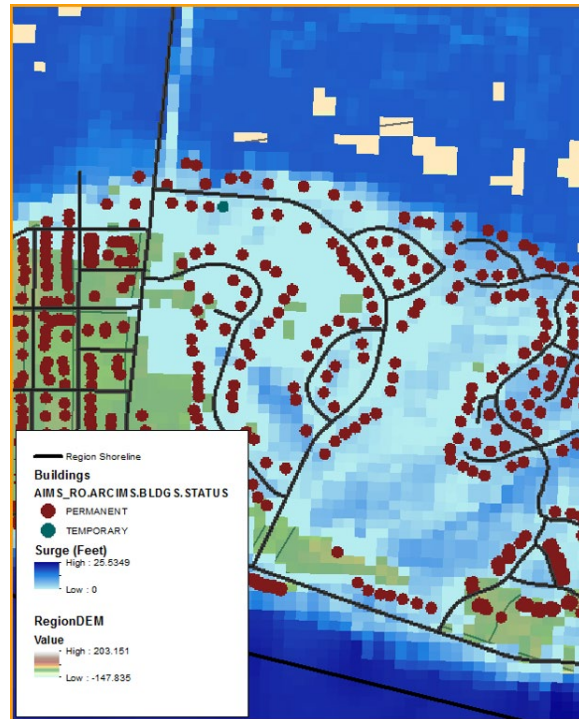 Region Shoreline
Buildings
AIMS_RO.ARCIMS.BLDGS.STATUS
PERMANENT
TEMPORARY
Surge (Feet)
High : 25.5349
Low : 0
RegionDEM
Value
High : 203.151
Low : -147.835